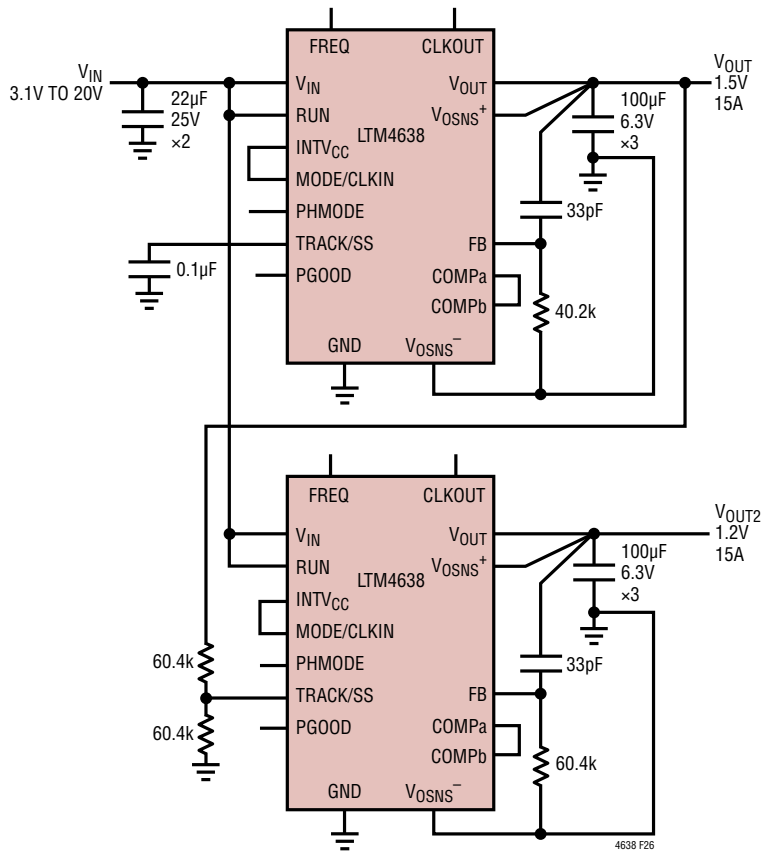 FREQ
CLKOUT
VIN
3.1V TO 20V
22µF
25V
×2
VIN
RUN
INTVCC
MODE/CLKIN
PHMODE
TRACK/SS
PGOOD
0.1µF
LTM4638
VOUT
VOSNS+
FB
COMPa
COMPb
GND
VOSNS–
100µF
6.3V
×3
33pF
40.2k
VOUT
1.5V
15A
FREQ
CLKOUT
VIN
RUN
INTVCC
MODE/CLKIN
PHMODE
TRACK/SS
PGOOD
60.4k
60.4k
LTM4638
VOUT
VOSNS+
FB
COMPa
COMPb
GND
VOSNS–
100µF
6.3V
×3
33pF
60.4k
VOUT2
1.2V
15A
4638 F26